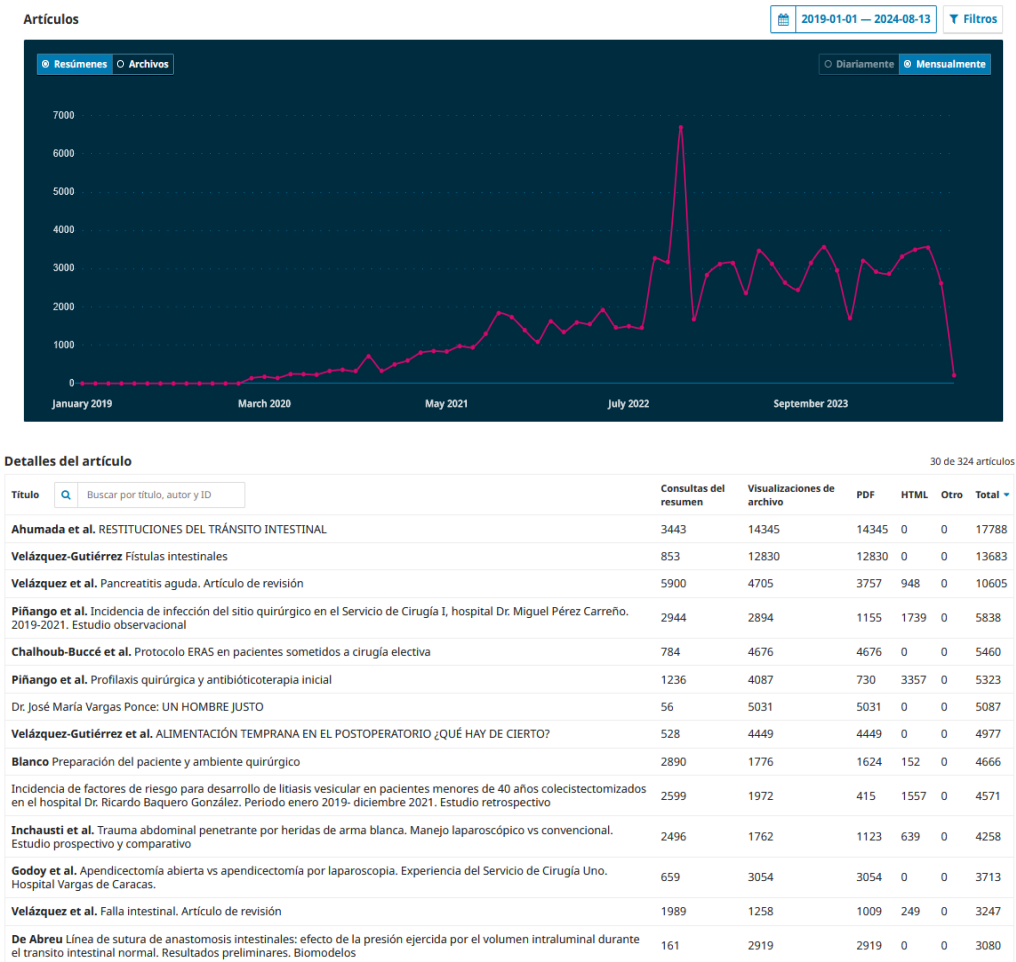 Artículos
2019-01-01 — 2024-08-13
Filtros
Resúmenes
Archivos
Diariamente
Mensualmente
7000
6000
5000
4000
3000
2000
1000
0
January 2019
March 2020
May 2021
July 2022
September 2023
Detalles del artículo
30 de 324 artículos
Título
Buscar por título, autor y ID
Consultas del
resumen
Visualizaciones de
archivo
PDF
HTML
Otro
Total
Ahumada et al. RESTITUCIONES DEL TRÁNSITO INTESTINAL 3443 14345 14345 0 0 17788
Velázquez-Gutiérrez Fístulas intestinales 853 12830 12830 0 0 13683
Velázquez et al. Pancreatitis aguda. Artículo de revisión 5900 4705 3757 948 0 10605
Piñango et al. Incidencia de infección del sitio quirúrgico en el Servicio de Cirugía I, hospital Dr. Miguel Pérez Carreño.
2019-2021. Estudio observacional
2944 2894 1155 1739 0 5838
Chalhoub-Buccé et al. Protocolo ERAS en pacientes sometidos a cirugía electiva 784 4676 4676 0 0 5460
Piñango et al. Profilaxis quirúrgica y antibióticoterapia inicial 1236 4087 730 3357 0 5323
Dr. José María Vargas Ponce: UN HOMBRE JUSTO 56 5031 5031 0 0 5087
Velázquez-Gutiérrez et al. ALIMENTACIÓN TEMPRANA EN EL POSTOPERATORIO ¿QUÉ HAY DE CIERTO? 528 4449 4449 0 0 4977
Blanco Preparación del paciente y ambiente quirúrgico 2890 1776 1624 152 0 4666
Incidencia de factores de riesgo para desarrollo de litiasis vesicular en pacientes menores de 40 años colecistectomizados
en el hospital Dr. Ricardo Baquero González. Periodo enero 2019- diciembre 2021. Estudio retrospectivo
2599 1972 415 1557 0 4571
Inchausti et al. Trauma abdominal penetrante por heridas de arma blanca. Manejo laparoscópico vs convencional.
Estudio prospectivo y comparativo
2496 1762 1123 639 0 4258
Godoy et al. Apendicectomía abierta vs apendicectomía por laparoscopia. Experiencia del Servicio de Cirugía Uno.
Hospital Vargas de Caracas.
659 3054 3054 0 0 3713
Velázquez et al. Falla intestinal. Artículo de revisión 1989 1258 1009 249 0 3247
De Abreu Línea de sutura de anastomosis intestinales: efecto de la presión ejercida por el volumen intraluminal durante
el transito intestinal normal. Resultados preliminares. Biomodelos
161 2919 2919 0 0 3080